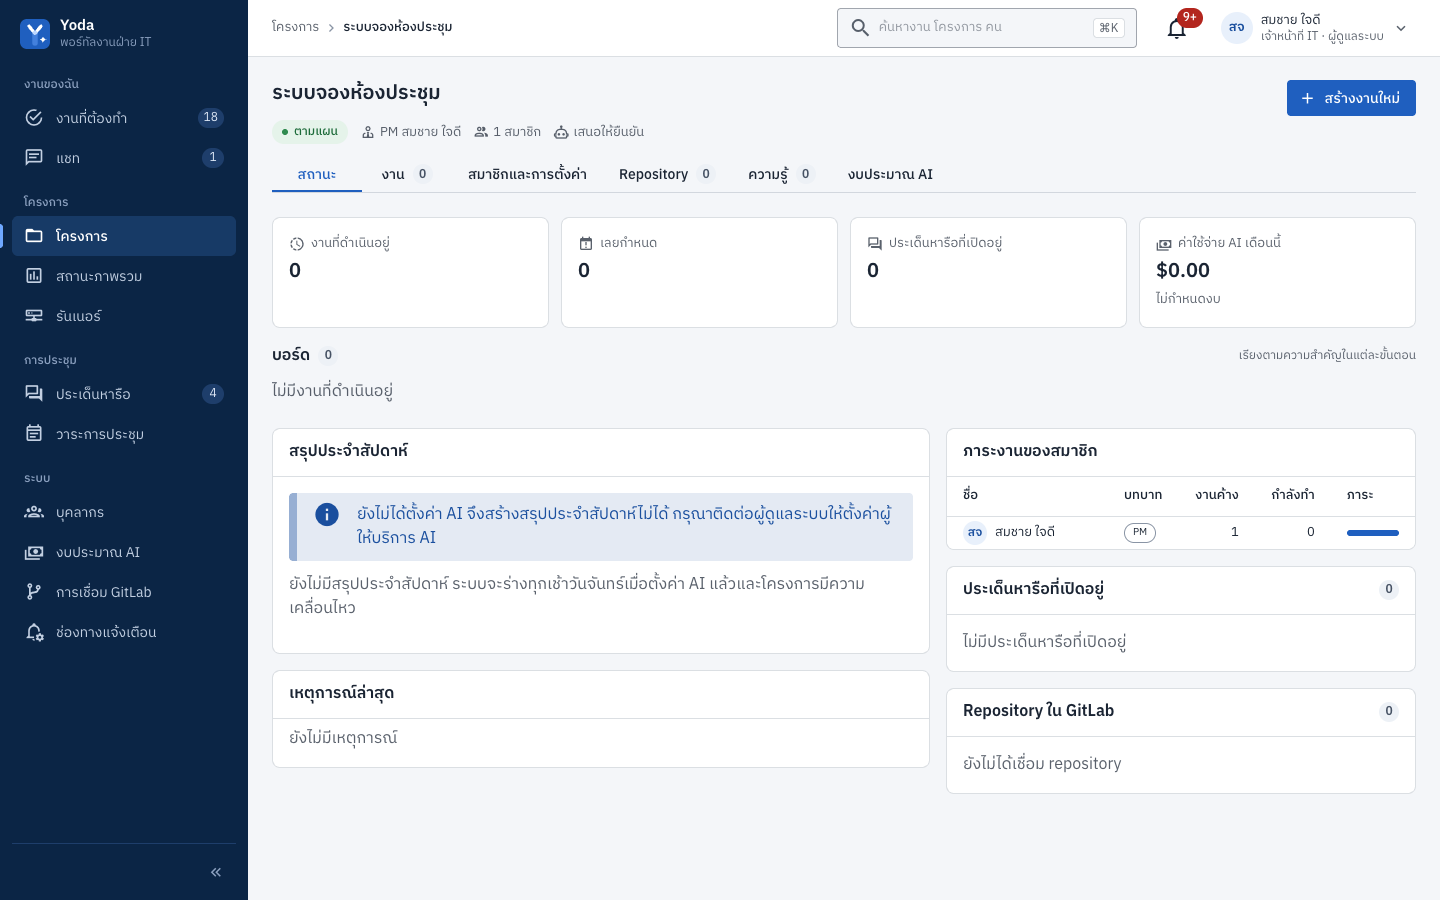 Yoda
พอร์ทัลงานฝ่าย IT
งานของฉัน
งานที่ต้องทำ 18
แชท 1
โครงการ
โครงการ
สถานะภาพรวม
รันเนอร์
การประชุม
ประเด็นหารือ 4
วาระการประชุม
ระบบ
บุคลากร
งบประมาณ AI
การเชื่อม GitLab
ช่องทางแจ้งเตือน
โครงการ > ระบบจองห้องประชุม
ค้นหางาน โครงการ คน ⌘K
9+
สจ
สมชาย ใจดี
เจ้าหน้าที่ IT · ผู้ดูแลระบบ
ระบบจองห้องประชุม
+ สร้างงานใหม่
ตามแผน PM สมชาย ใจดี 1 สมาชิก เสนอให้ยืนยัน
สถานะ งาน 0 สมาชิกและการตั้งค่า Repository 0 ความรู้ 0 งบประมาณ AI
งานที่ดำเนินอยู่
0
เลยกำหนด
0
ประเด็นหารือที่เปิดอยู่
0
ค่าใช้จ่าย AI เดือนนี้
$0.00
ไม่กำหนดงบ
บอร์ด 0
เรียงตามความสำคัญในแต่ละขั้นตอน
ไม่มีงานที่ดำเนินอยู่
สรุปประจำสัปดาห์
ยังไม่ได้ตั้งค่า AI จึงสร้างสรุปประจำสัปดาห์ไม่ได้ กรุณาติดต่อผู้ดูแลระบบให้ตั้งค่าผู้
ให้บริการ AI
ยังไม่มีสรุปประจำสัปดาห์ ระบบจะร่างทุกเช้าวันจันทร์เมื่อตั้งค่า AI แล้วและโครงการมีความ
เคลื่อนไหว
เหตุการณ์ล่าสุด
ยังไม่มีเหตุการณ์
ภาระงานของสมาชิก
ชื่อ บทบาท งานค้าง กำลังทำ ภาระ
สจ สมชาย ใจดี PM 1 0
ประเด็นหารือที่เปิดอยู่ 0
ไม่มีประเด็นหารือที่เปิดอยู่
Repository ใน GitLab 0
ยังไม่ได้เชื่อม repository